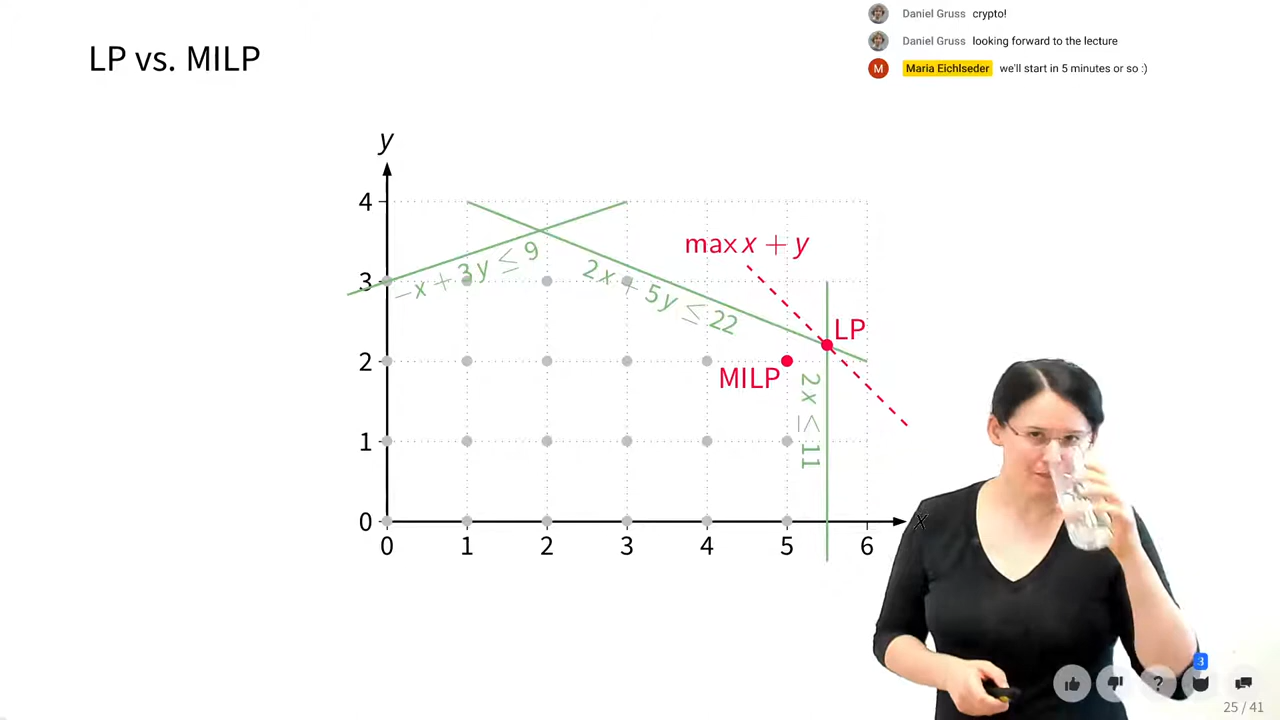 Daniel Gruss crypto!
Daniel Gruss looking forward to the lecture
M Maria Eichlseder we'll start in 5 minutes or so :)
LP vs. MILP
y
4
max x + y
−x + 3y ≤ 9
2x + 5y ≤ 22
3
LP
2
MILP
2x ≤ 11
1
0
x
0 1 2 3 4 5 6
3
?
25 / 41